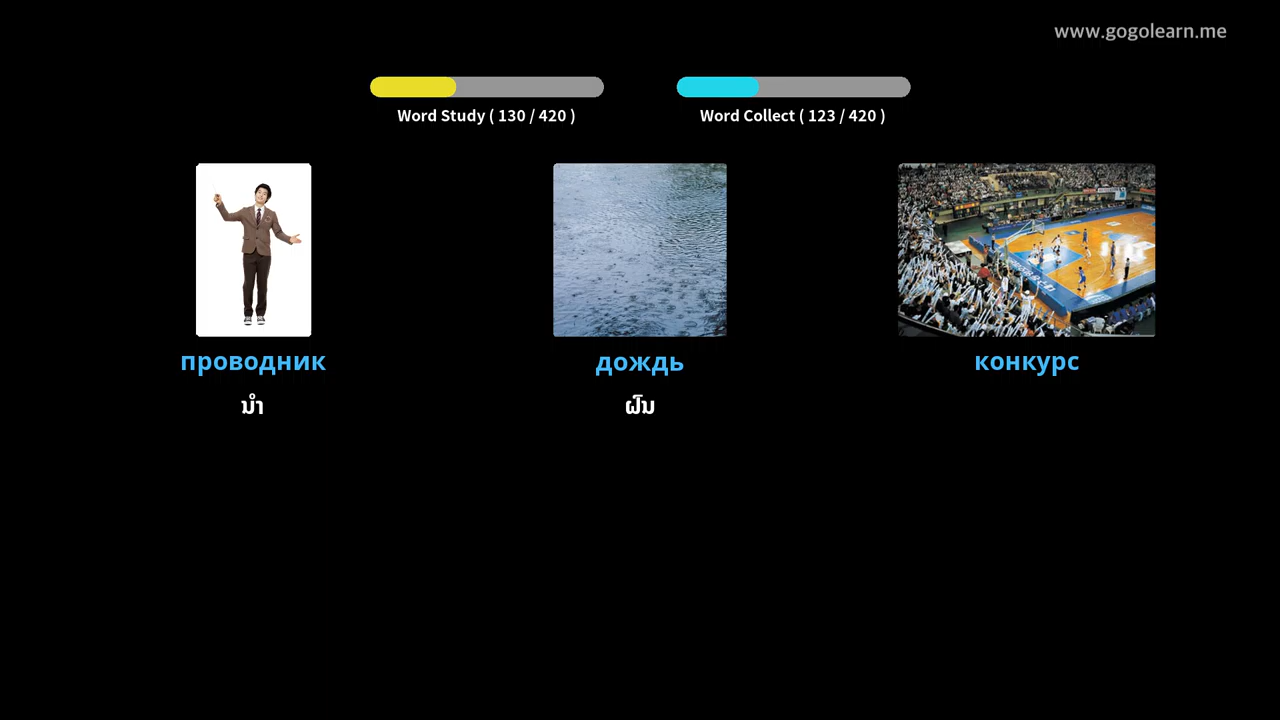 www.gogolearn.me
Word Study ( 130 / 420 )
Word Collect ( 123 / 420 )
проводник
дождь
конкурс
ນຳ
ຝົນ